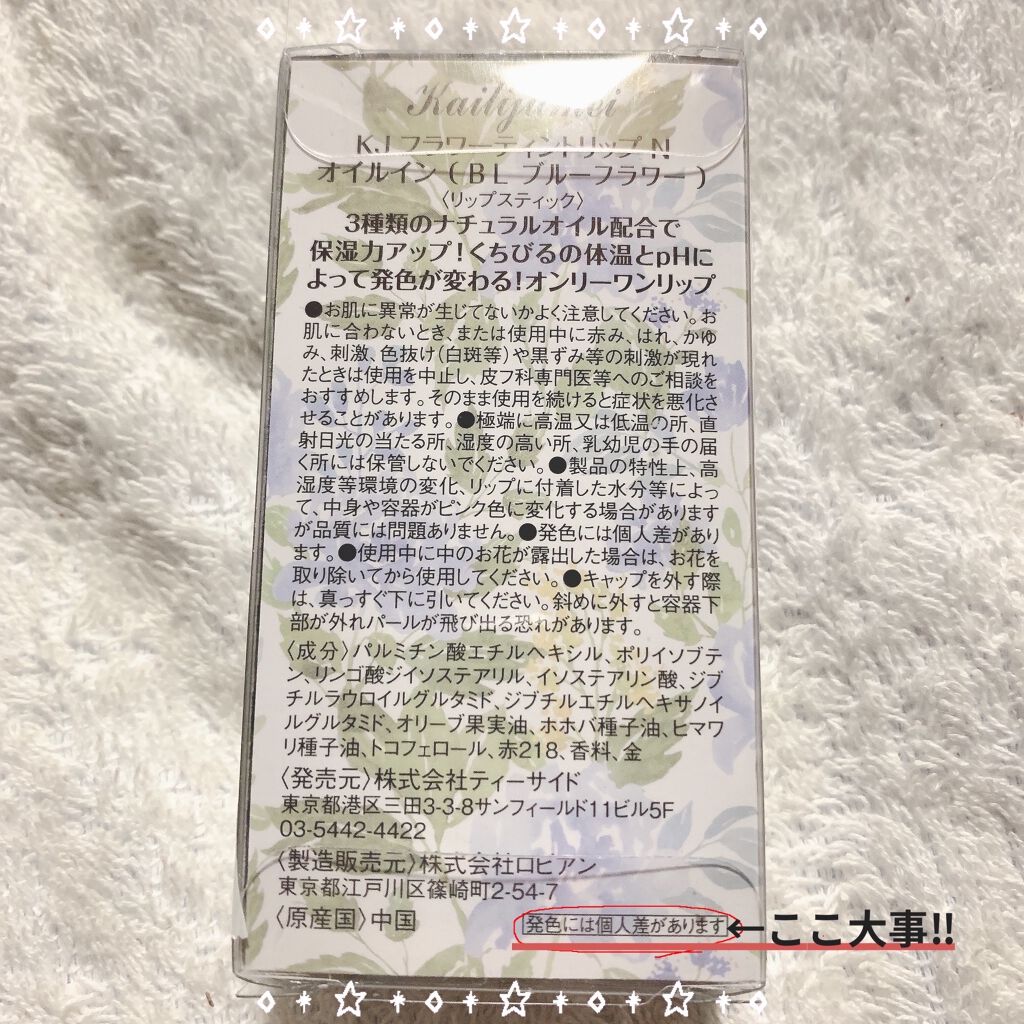 Kailijumei
KJ フラワーティントリップ N
オイルイン ( BL ブルーフラワー )
〈リップスティック〉
3種類のナチュラルオイル配合で
保湿力アップ！くちびるの体温とpHに
よって発色が変わる！オンリーワンリップ
●お肌に異常が生じてないかよく注意してください。お
肌に合わないとき、または使用中に赤み、はれ、かゆ
み、刺激、色抜け（白斑等）や黒ずみ等の刺激が現れ
たときは使用を中止し、皮フ科専門医等へのご相談を
おすすめします。そのまま使用を続けると症状を悪化さ
せることがあります。●極端に高温又は低温の所、直
射日光の当たる所、湿度の高い所、乳幼児の手の届
く所には保管しないでください。●製品の特性上、高
湿度等環境の変化、リップに付着した水分等によっ
て、中身や容器がピンク色に変化する場合があります
が品質には問題ありません。●発色には個人差があり
ます。●使用中に中のお花が露出した場合は、お花を
取り除いてから使用してください。●キャップを外す際
は、真っすぐ下に引いてください。斜めに外すと容器下
部が外れパールが飛び出る恐れがあります。
〈成分〉パルミチン酸エチルヘキシル、ポリイソブテ
ン、リンゴ酸ジイソステアリル、イソステアリン酸、ジブ
チルラウロイルグルタミド、ジブチルエチルヘキサノイ
ルグルタミド、オリーブ果実油、ホホバ種子油、ヒマワ
リ種子油、トコフェロール、赤218、香料、金
〈発売元〉株式会社ティーサイド
東京都港区三田3-3-8サンフィールド11ビル5F
03-5442-4422
〈製造販売元〉株式会社ロピアン
東京都江戸川区篠崎町2-54-7
〈原産国〉中国
発色には個人差があります
←ここ大事!!